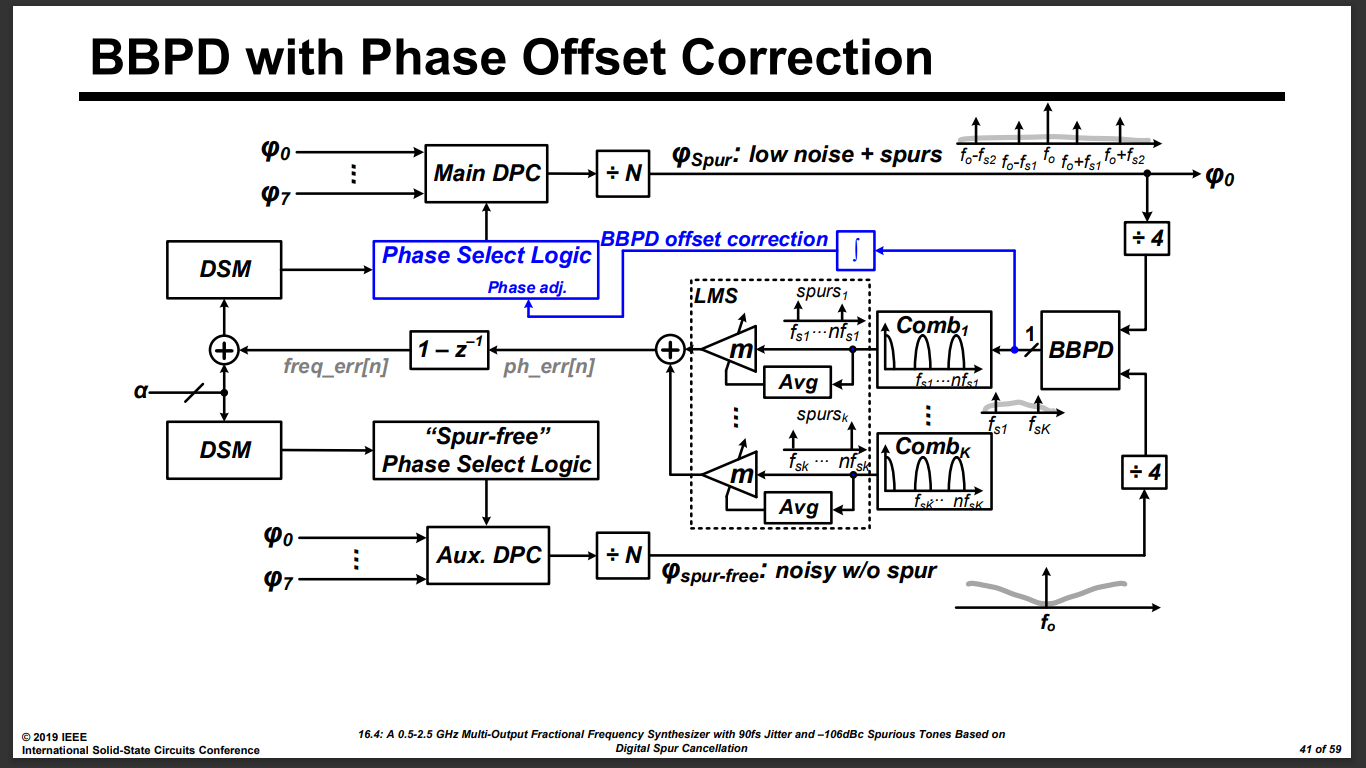 BBPD with Phase Offset Correction
φ0
⋮
φ7
Main DPC
÷ N
φSpur: low noise + spurs
fo-fs2 fo-fs1 fo fo+fs1 fo+fs2
φ0
÷ 4
DSM
Phase Select Logic
Phase adj.
BBPD offset correction
∫
LMS
spurs1
fs1···nfs1
m
Avg
Comb1
fs1···nfs1
1
BBPD
+
freq_err[n]
1 – z–1
ph_err[n]
+
α
⋮
spursk
fsk ··· nfsk
m
Avg
⋮
CombK
fsK··· nfsK
fs1 fsK
÷ 4
DSM
“Spur-free”
Phase Select Logic
φ0
⋮
φ7
Aux. DPC
÷ N
φspur-free: noisy w/o spur
fo
© 2019 IEEE
International Solid-State Circuits Conference
16.4: A 0.5-2.5 GHz Multi-Output Fractional Frequency Synthesizer with 90fs Jitter and –106dBc Spurious Tones Based on
Digital Spur Cancellation
41 of 59